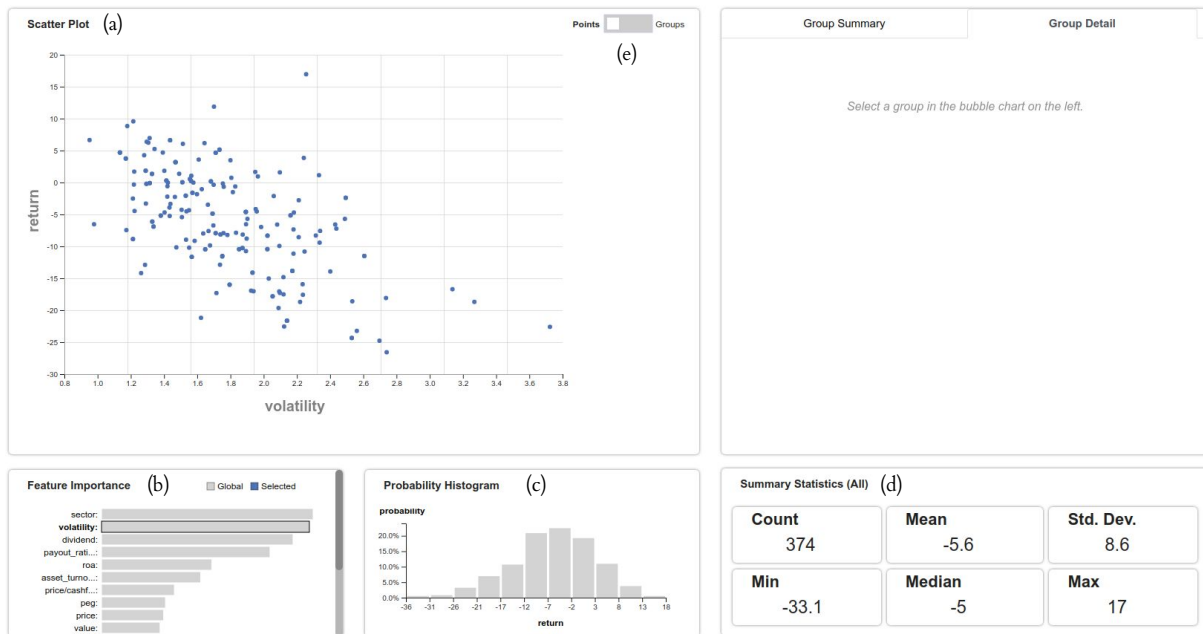 Scatter Plot (a)
Points Groups
(e)
20
15
10
5
0
-5
-10
-15
-20
-25
-30
return
0.8 1.0 1.2 1.4 1.6 1.8 2.0 2.2 2.4 2.6 2.8 3.0 3.2 3.4 3.6 3.8
volatility
Group Summary Group Detail
Select a group in the bubble chart on the left.
Feature Importance (b) Global Selected
sector:
volatility:
dividend:
payout_rati...:
roa:
asset_turno...:
price/cashf...:
peg:
price:
value:
Probability Histogram (c)
probability
20.0%
15.0%
10.0%
5.0%
0.0%
-36 -31 -26 -21 -17 -12 -7 -2 3 8 13 18
return
Summary Statistics (All) (d)
Count Mean Std. Dev.
374 -5.6 8.6
Min Median Max
-33.1 -5 17